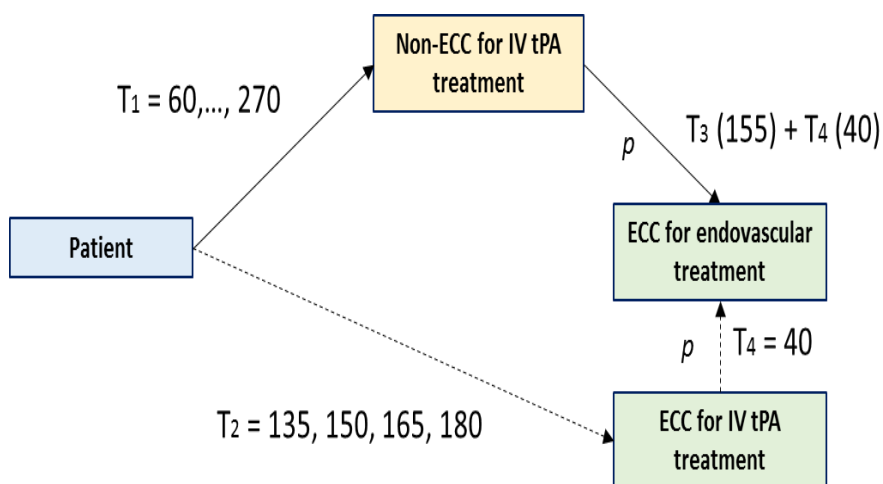 Non-ECC for IV tPA
treatment
T1 = 60,..., 270
T3 (155) + T4 (40)
p
Patient
ECC for endovascular
treatment
p
T4 = 40
T2 = 135, 150, 165, 180
ECC for IV tPA
treatment